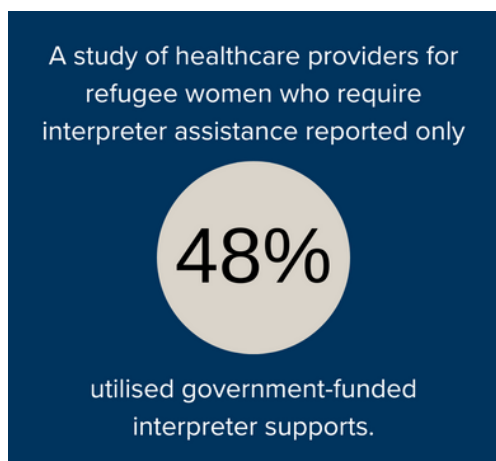 A study of healthcare providers for
refugee women who require
interpreter assistance reported only
48%
utilised government-funded
interpreter supports.